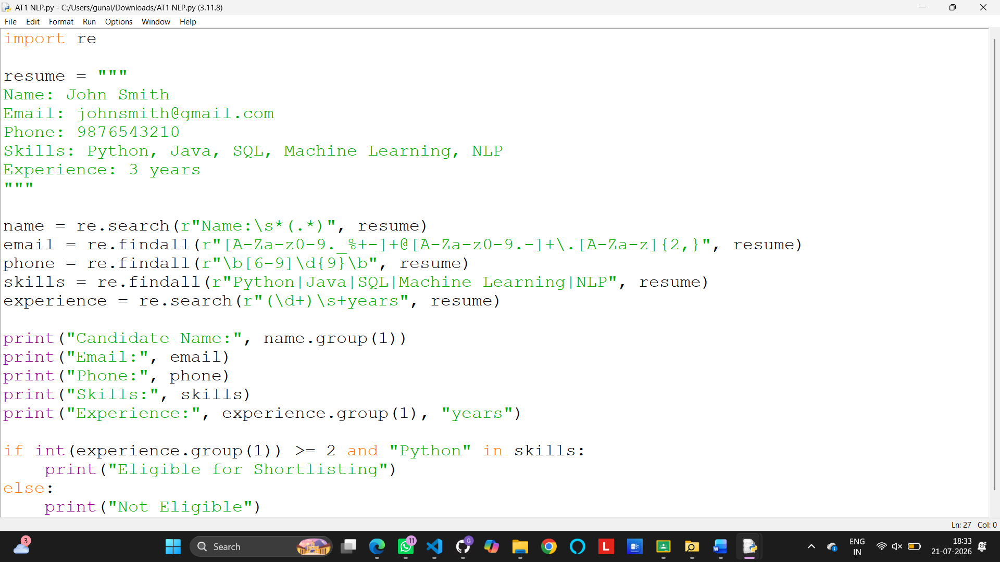 AT1 NLP.py - C:/Users/gunal/Downloads/AT1 NLP.py (3.11.8)
File Edit Format Run Options Window Help
import re
resume = """
Name: John Smith
Email: johnsmith@gmail.com
Phone: 9876543210
Skills: Python, Java, SQL, Machine Learning, NLP
Experience: 3 years
"""
name = re.search(r"Name:\s*(.*)", resume)
email = re.findall(r"[A-Za-z0-9._%+-]+@[A-Za-z0-9.-]+\.[A-Za-z]{2,}", resume)
phone = re.findall(r"\b[6-9]\d{9}\b", resume)
skills = re.findall(r"Python|Java|SQL|Machine Learning|NLP", resume)
experience = re.search(r"(\d+)\s+years", resume)
print("Candidate Name:", name.group(1))
print("Email:", email)
print("Phone:", phone)
print("Skills:", skills)
print("Experience:", experience.group(1), "years")
if int(experience.group(1)) >= 2 and "Python" in skills:
    print("Eligible for Shortlisting")
else:
    print("Not Eligible")
Ln: 27 Col: 0
3
Search
11
G
L
W
ENG
IN
18:33
21-07-2026